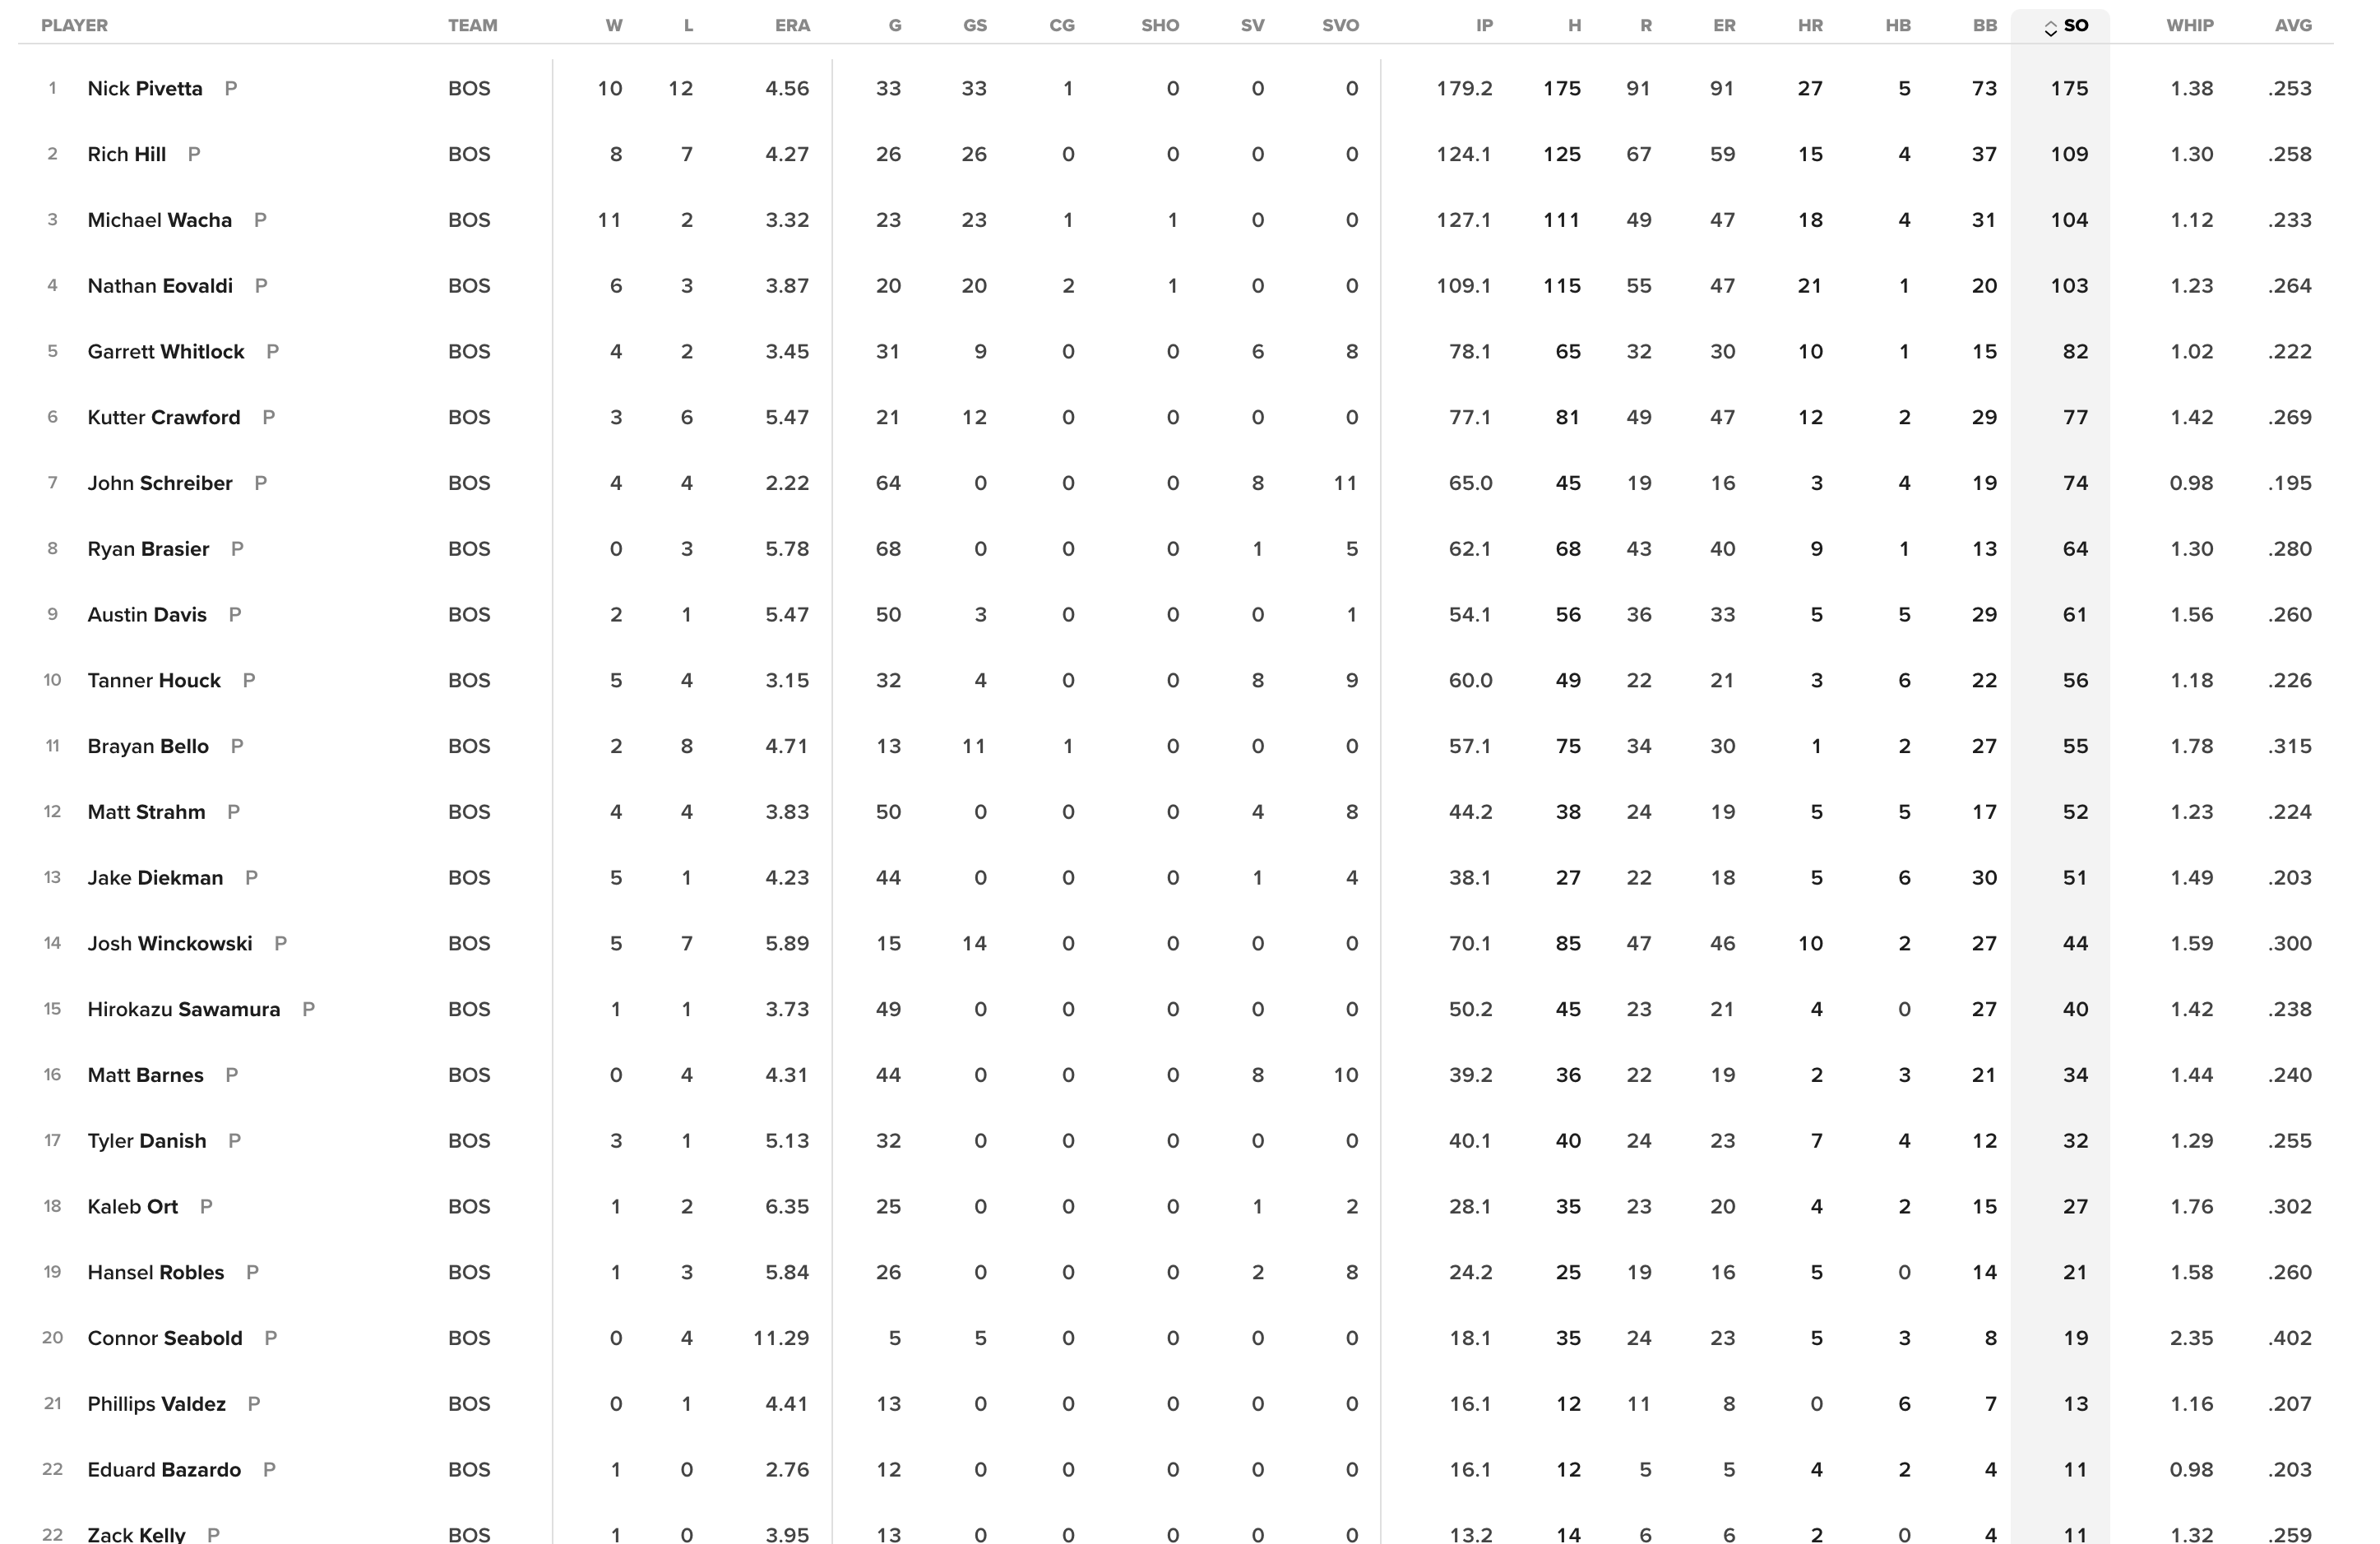 PLAYER TEAM W L ERA G GS CG SHO SV SVO IP H R ER HR HB BB SO WHIP AVG
1 Nick Pivetta P BOS 10 12 4.56 33 33 1 0 0 0 179.2 175 91 91 27 5 73 175 1.38 .253
2 Rich Hill P BOS 8 7 4.27 26 26 0 0 0 0 124.1 125 67 59 15 4 37 109 1.30 .258
3 Michael Wacha P BOS 11 2 3.32 23 23 1 1 0 0 127.1 111 49 47 18 4 31 104 1.12 .233
4 Nathan Eovaldi P BOS 6 3 3.87 20 20 2 1 0 0 109.1 115 55 47 21 1 20 103 1.23 .264
5 Garrett Whitlock P BOS 4 2 3.45 31 9 0 0 6 8 78.1 65 32 30 10 1 15 82 1.02 .222
6 Kutter Crawford P BOS 3 6 5.47 21 12 0 0 0 0 77.1 81 49 47 12 2 29 77 1.42 .269
7 John Schreiber P BOS 4 4 2.22 64 0 0 0 8 11 65.0 45 19 16 3 4 19 74 0.98 .195
8 Ryan Brasier P BOS 0 3 5.78 68 0 0 0 1 5 62.1 68 43 40 9 1 13 64 1.30 .280
9 Austin Davis P BOS 2 1 5.47 50 3 0 0 0 1 54.1 56 36 33 5 5 29 61 1.56 .260
10 Tanner Houck P BOS 5 4 3.15 32 4 0 0 8 9 60.0 49 22 21 3 6 22 56 1.18 .226
11 Brayan Bello P BOS 2 8 4.71 13 11 1 0 0 0 57.1 75 34 30 1 2 27 55 1.78 .315
12 Matt Strahm P BOS 4 4 3.83 50 0 0 0 4 8 44.2 38 24 19 5 5 17 52 1.23 .224
13 Jake Diekman P BOS 5 1 4.23 44 0 0 0 1 4 38.1 27 22 18 5 6 30 51 1.49 .203
14 Josh Winckowski P BOS 5 7 5.89 15 14 0 0 0 0 70.1 85 47 46 10 2 27 44 1.59 .300
15 Hirokazu Sawamura P BOS 1 1 3.73 49 0 0 0 0 0 50.2 45 23 21 4 0 27 40 1.42 .238
16 Matt Barnes P BOS 0 4 4.31 44 0 0 0 8 10 39.2 36 22 19 2 3 21 34 1.44 .240
17 Tyler Danish P BOS 3 1 5.13 32 0 0 0 0 0 40.1 40 24 23 7 4 12 32 1.29 .255
18 Kaleb Ort P BOS 1 2 6.35 25 0 0 0 1 2 28.1 35 23 20 4 2 15 27 1.76 .302
19 Hansel Robles P BOS 1 3 5.84 26 0 0 0 2 8 24.2 25 19 16 5 0 14 21 1.58 .260
20 Connor Seabold P BOS 0 4 11.29 5 5 0 0 0 0 18.1 35 24 23 5 3 8 19 2.35 .402
21 Phillips Valdez P BOS 0 1 4.41 13 0 0 0 0 0 16.1 12 11 8 0 6 7 13 1.16 .207
22 Eduard Bazardo P BOS 1 0 2.76 12 0 0 0 0 0 16.1 12 5 5 4 2 4 11 0.98 .203
22 Zack Kelly P BOS 1 0 3.95 13 0 0 0 0 0 13.2 14 6 6 2 0 4 11 1.32 .259